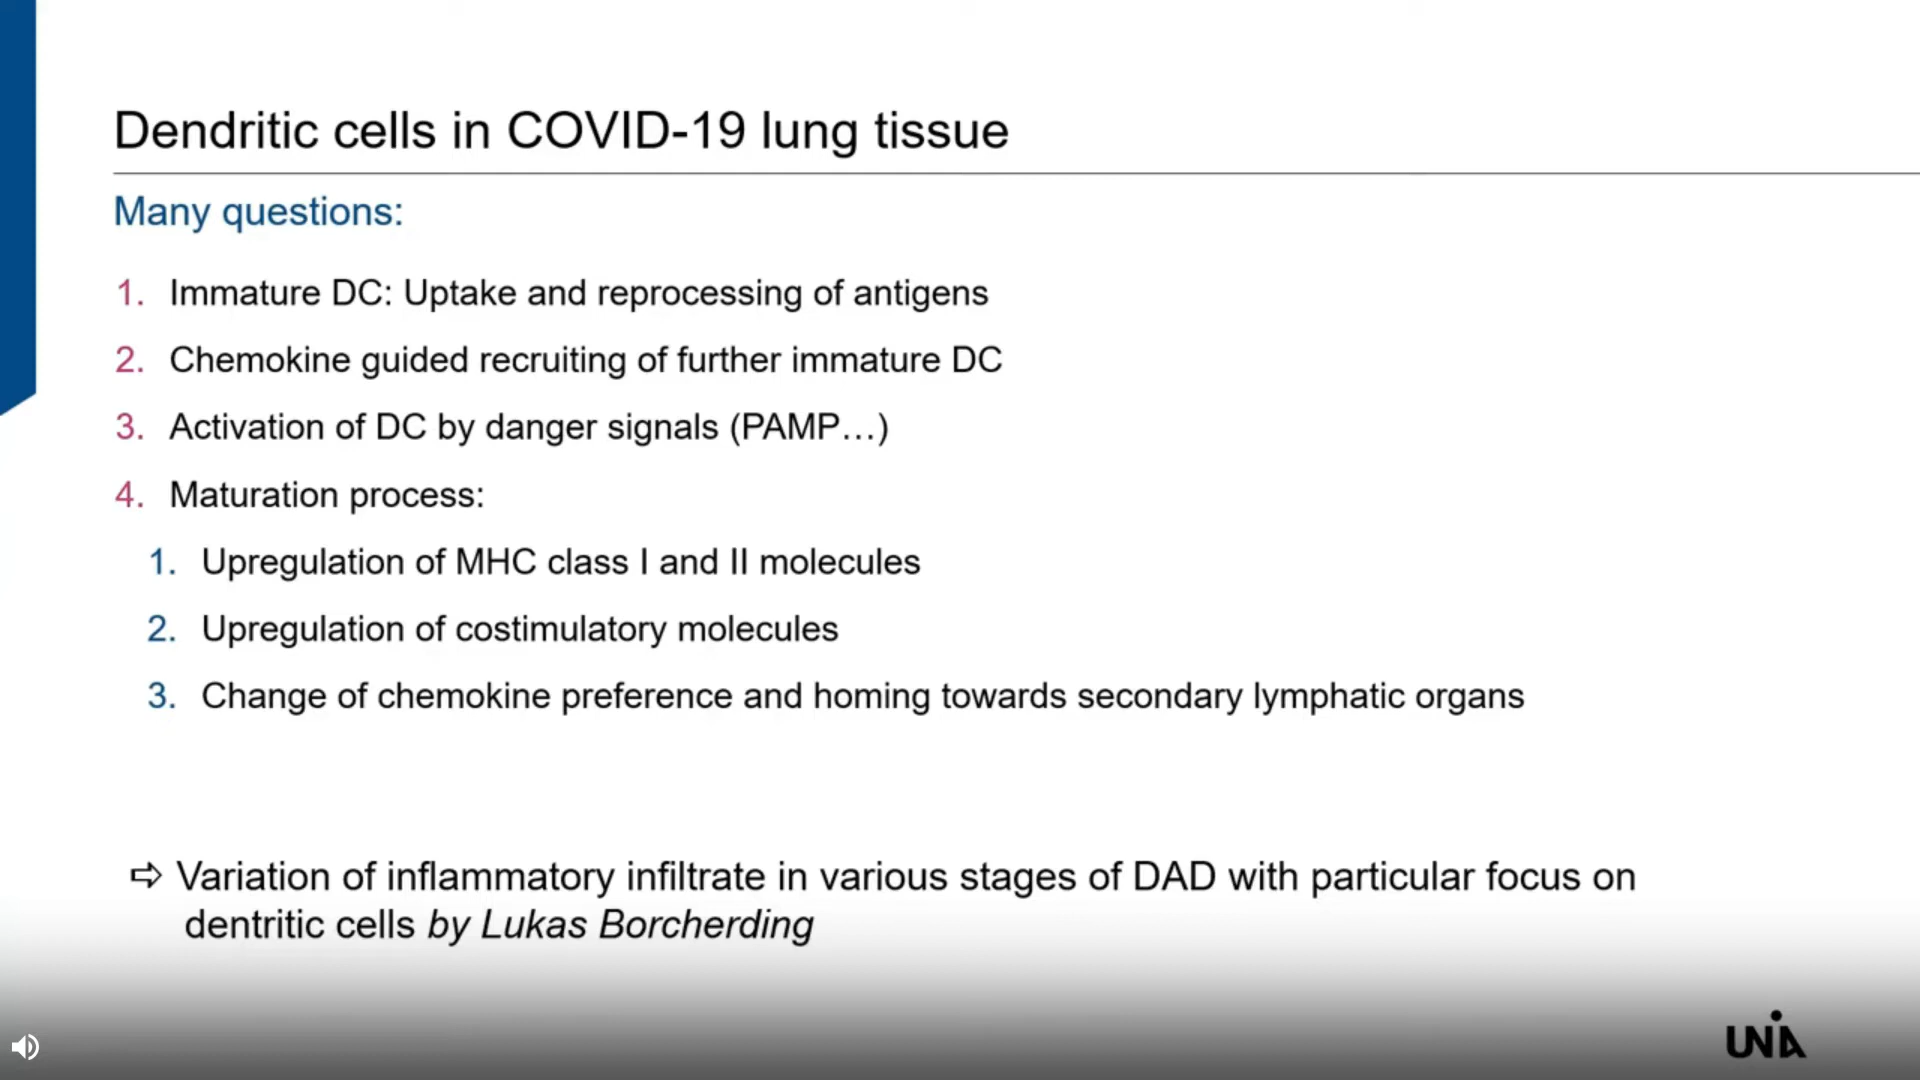 Dendritic cells in COVID-19 lung tissue
Many questions:
1. Immature DC: Uptake and reprocessing of antigens
2. Chemokine guided recruiting of further immature DC
3. Activation of DC by danger signals (PAMP…)
4. Maturation process:
1. Upregulation of MHC class I and II molecules
2. Upregulation of costimulatory molecules
3. Change of chemokine preference and homing towards secondary lymphatic organs
⇨ Variation of inflammatory infiltrate in various stages of DAD with particular focus on
dentritic cells by Lukas Borcherding
UNIA